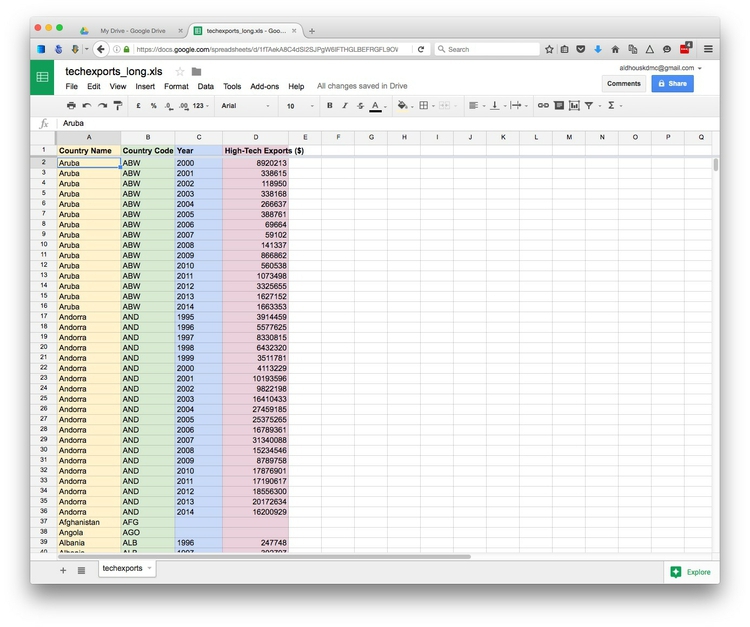 My Drive - Google Drive
techexports_long.xls - Goo...
https://docs.google.com/spreadsheets/d/
Search
techexports_long.xls
aldhouskdmc@gmail.com
File Edit View Insert Format Data Tools Add-ons Help All changes saved in Drive
Comments Share
£ % .0 .00 123 Arial 10 B I S A
fx Aruba
A B C D E F G H I J K L M N O P Q
1 Country Name Country Code Year High-Tech Exports ($)
2 Aruba ABW 2000 8920213
3 Aruba ABW 2001 338615
4 Aruba ABW 2002 118950
5 Aruba ABW 2003 338168
6 Aruba ABW 2004 266637
7 Aruba ABW 2005 388761
8 Aruba ABW 2006 69664
9 Aruba ABW 2007 59102
10 Aruba ABW 2008 141337
11 Aruba ABW 2009 866862
12 Aruba ABW 2010 560538
13 Aruba ABW 2011 1073498
14 Aruba ABW 2012 3325655
15 Aruba ABW 2013 1627152
16 Aruba ABW 2014 1663353
17 Andorra AND 1995 3914459
18 Andorra AND 1996 5577625
19 Andorra AND 1997 8330815
20 Andorra AND 1998 6432320
21 Andorra AND 1999 3511781
22 Andorra AND 2000 4113229
23 Andorra AND 2001 10193596
24 Andorra AND 2002 9822198
25 Andorra AND 2003 16410433
26 Andorra AND 2004 27459185
27 Andorra AND 2005 25375265
28 Andorra AND 2006 16789361
29 Andorra AND 2007 31340088
30 Andorra AND 2008 15234546
31 Andorra AND 2009 8789758
32 Andorra AND 2010 17876901
33 Andorra AND 2011 17190617
34 Andorra AND 2012 18556300
35 Andorra AND 2013 20172634
36 Andorra AND 2014 16200929
37 Afghanistan AFG
38 Angola AGO
39 Albania ALB 1996 247748
40 Albania ALB 1997
techexports
Explore